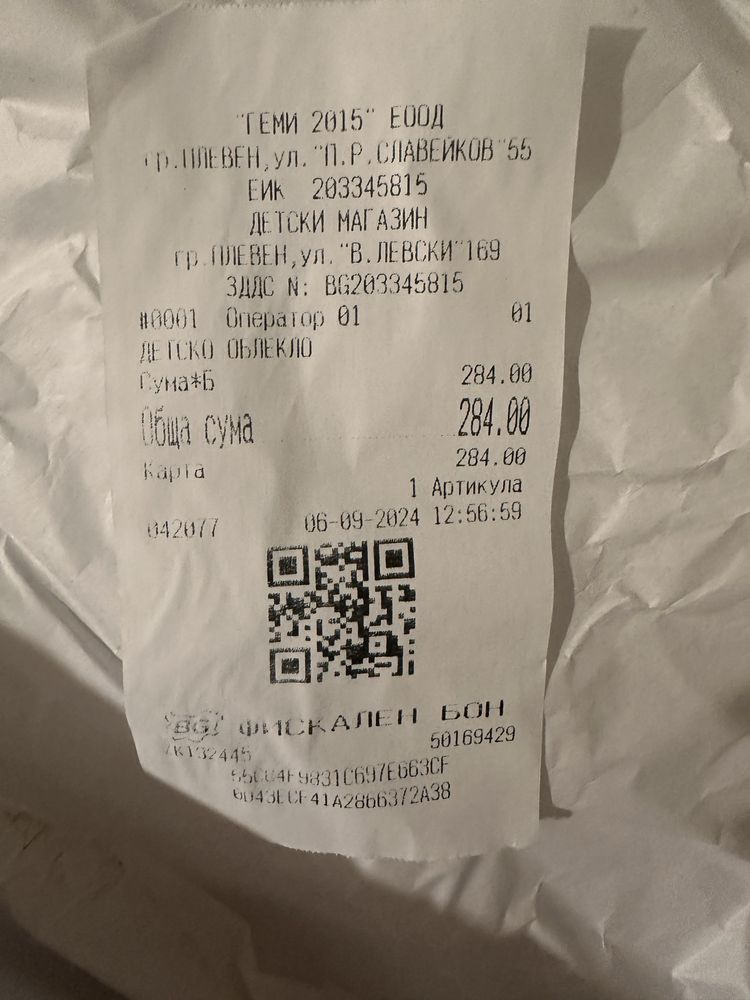 "ГЕМИ 2015" ЕООД
гр.ПЛЕВЕН,ул."П.Р.СЛАВЕЙКОВ"55
ЕИК 203345815
ДЕТСКИ МАГАЗИН
гр.ПЛЕВЕН,ул."В.ЛЕВСКИ"169
ЗДДС N: BG203345815
#0001 Оператор 01 01
ДЕТСКО ОБЛЕКЛО
Сума*Б 284.00
Обща сума 284.00
Карта 284.00
1 Артикула
042077 06-09-2024 12:56:59
BG ФИСКАЛЕН БОН
ZK132445 50169429